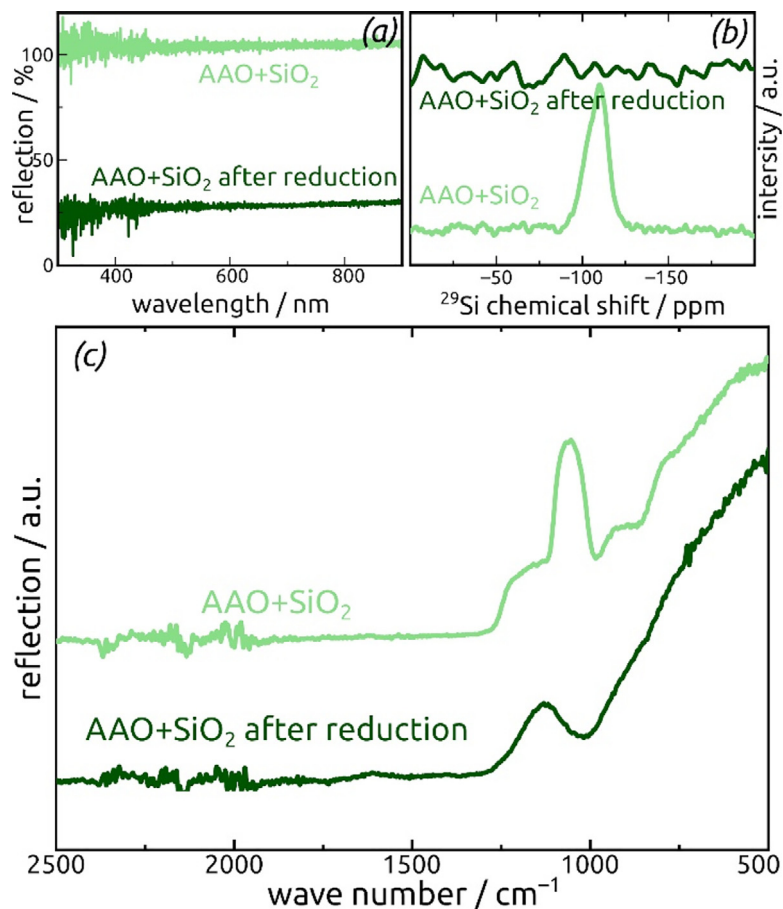 (a)
reflection / %
100
50
0
AAO+SiO₂
AAO+SiO₂ after reduction
400
600
800
wavelength / nm
(b)
AAO+SiO₂ after reduction
AAO+SiO₂
intensity / a.u.
−50
−100
−150
²⁹Si chemical shift / ppm
(c)
reflection / a.u.
AAO+SiO₂
AAO+SiO₂ after reduction
2500
2000
1500
1000
500
wave number / cm⁻¹